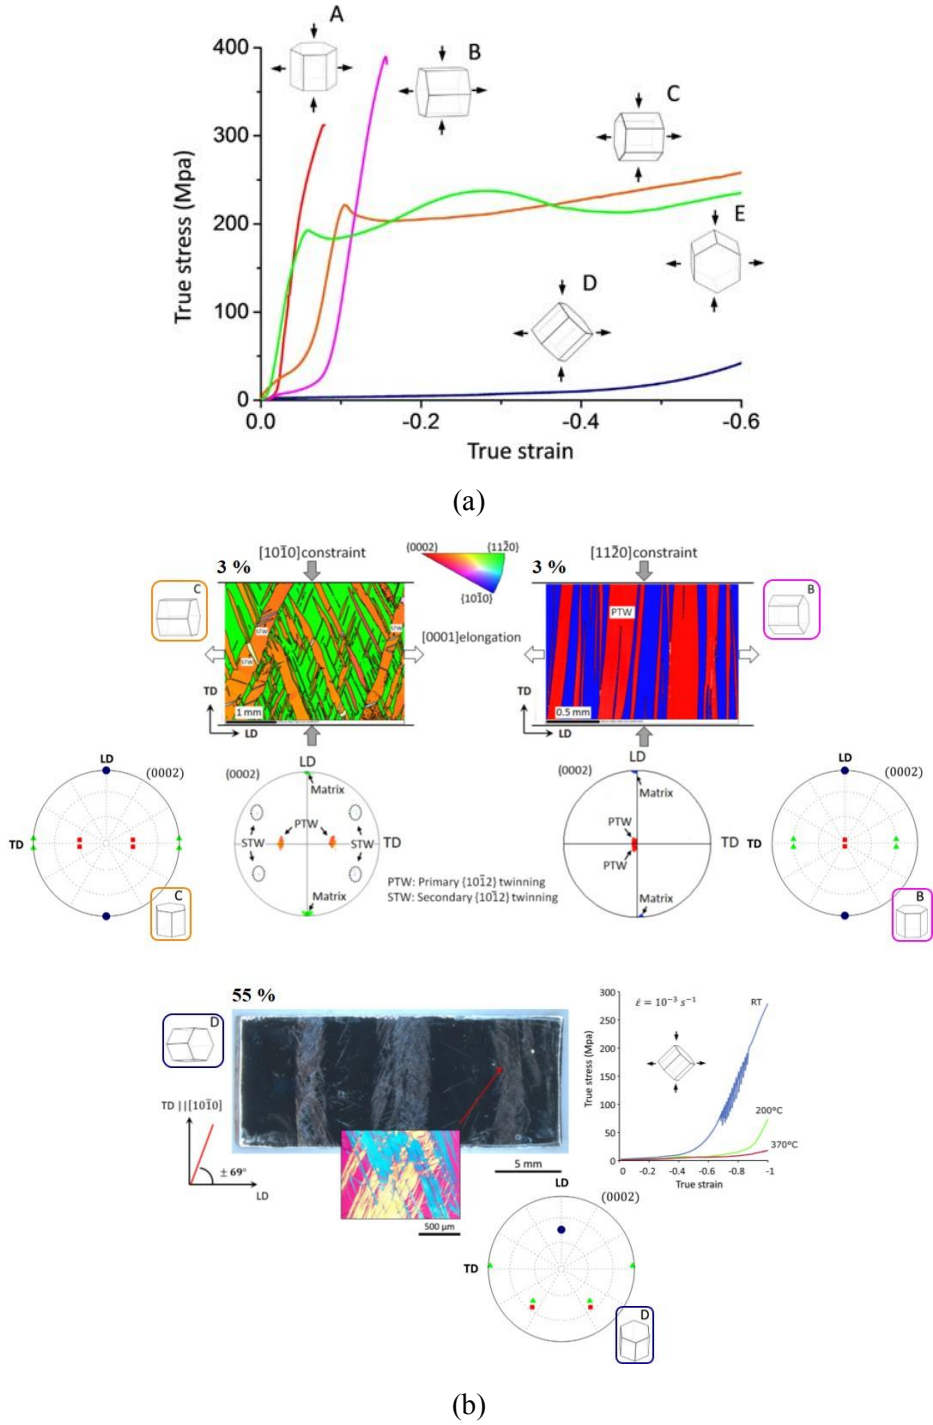 A
B
C
D
E
400
300
200
100
0
True stress (Mpa)
0.0
-0.2
-0.4
-0.6
True strain
(a)
[101̄0]constraint
3 %
(0002)
{112̄0}
{101̄0}
3 %
[112̄0]constraint
C
STW
STW
STW
[0001]elongation
PTW
B
TD
LD
1 mm
TD
LD
0.5 mm
LD
(0002)
TD
C
(0002)
LD
Matrix
PTW
STW
STW
TD
Matrix
PTW: Primary {101̄2} twinning
STW: Secondary {101̄2} twinning
(0002)
LD
Matrix
PTW
PTW
TD
Matrix
LD
(0002)
TD
B
55 %
D
TD ||[101̄0]
± 69°
LD
5 mm
500 μm
ε̇ = 10⁻³ s⁻¹
RT
200°C
370°C
300
250
200
150
100
50
0
True stress (Mpa)
0
-0.2
-0.4
-0.6
-0.8
-1
True strain
LD
(0002)
TD
D
(b)